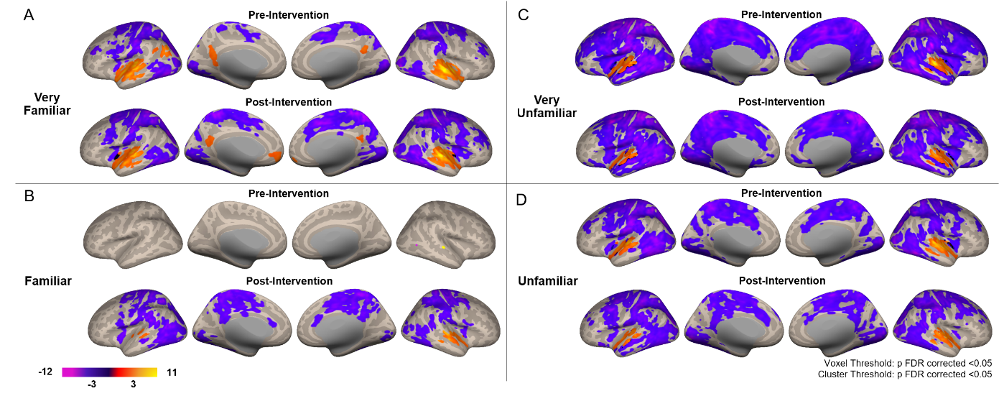 A
Pre-Intervention
Very
Familiar
Post-Intervention
B
Pre-Intervention
Familiar
Post-Intervention
-12
11
-3
3
C
Pre-Intervention
Very
Unfamiliar
Post-Intervention
D
Pre-Intervention
Unfamiliar
Post-Intervention
Voxel Threshold: p FDR corrected <0.05
Cluster Threshold: p FDR corrected <0.05